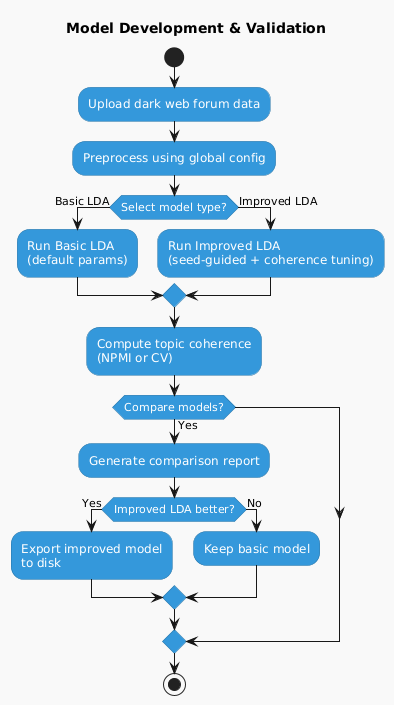 Model Development & Validation
Upload dark web forum data
Preprocess using global config
Basic LDA
Select model type?
Improved LDA
Run Basic LDA
(default params)
Run Improved LDA
(seed-guided + coherence tuning)
Compute topic coherence
(NPMI or CV)
Compare models?
Yes
Generate comparison report
Yes
Improved LDA better?
No
Export improved model
to disk
Keep basic model